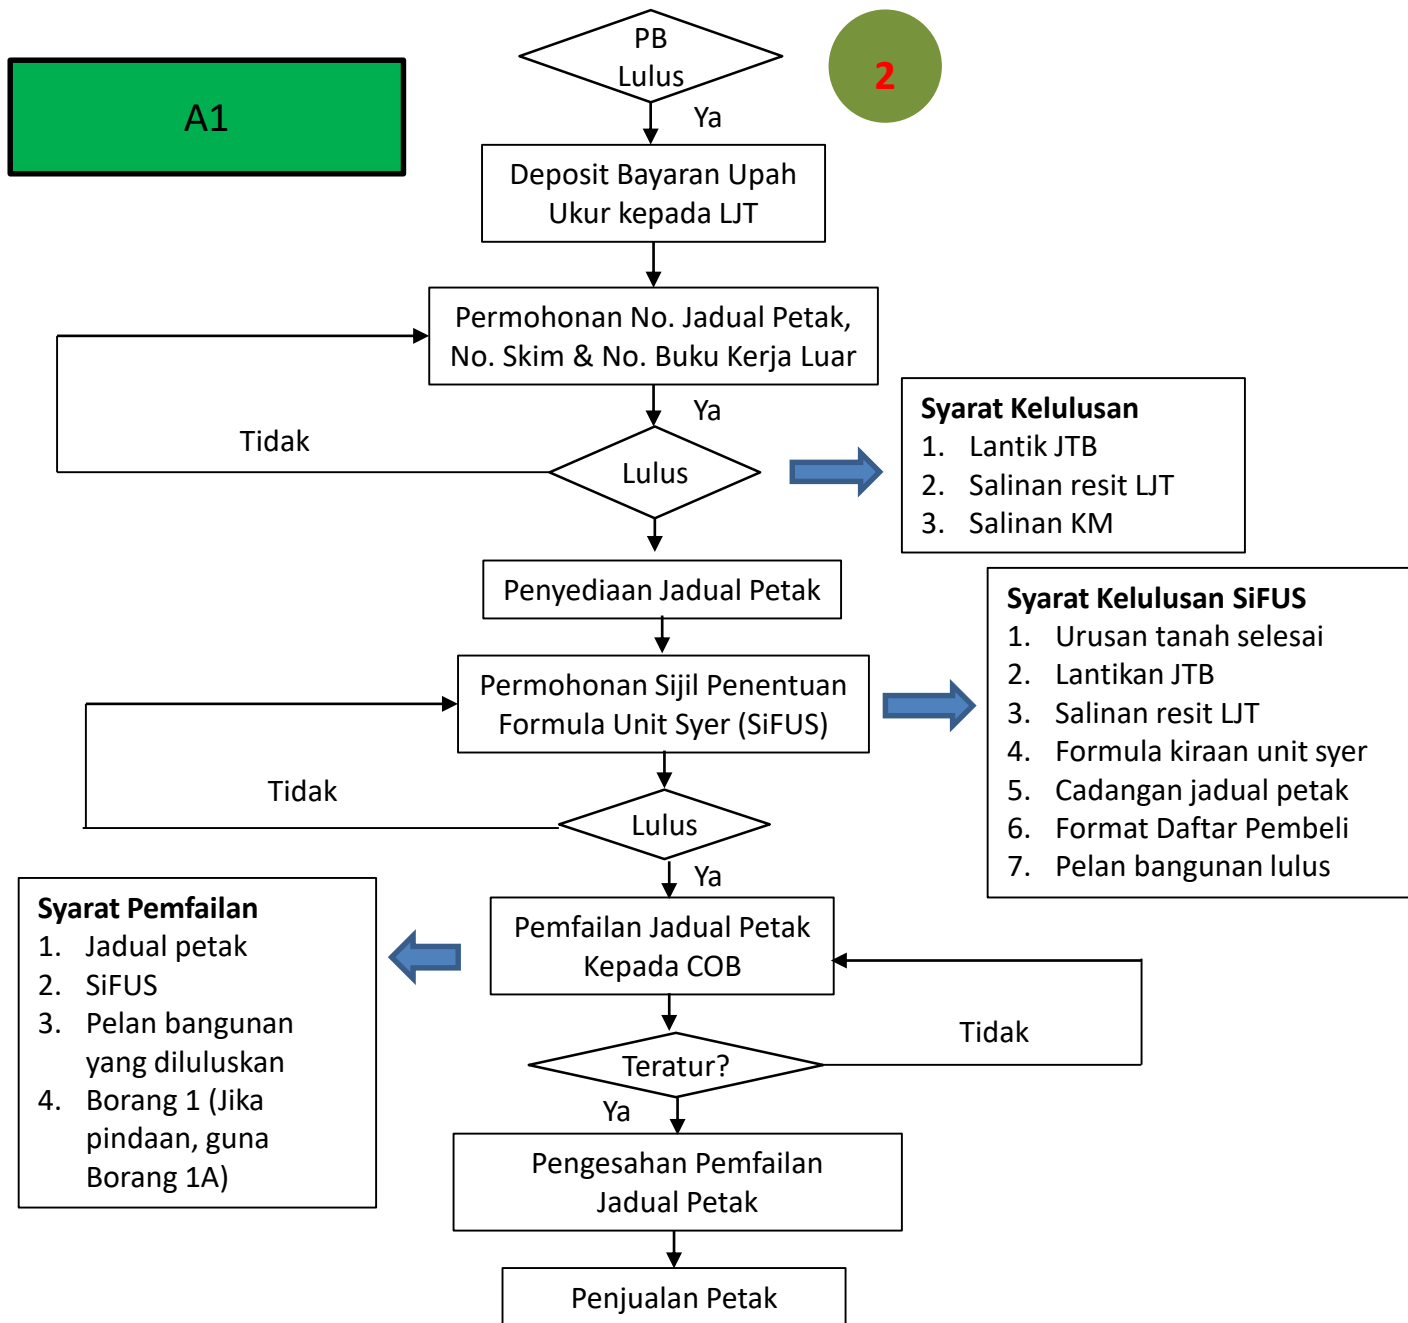 PB
Lulus
2
A1
Ya
Deposit Bayaran Upah
Ukur kepada LJT
Permohonan No. Jadual Petak,
No. Skim & No. Buku Kerja Luar
Ya
Tidak
Lulus
Syarat Kelulusan
1. Lantik JTB
2. Salinan resit LJT
3. Salinan KM
Penyediaan Jadual Petak
Permohonan Sijil Penentuan
Formula Unit Syer (SiFUS)
Syarat Kelulusan SiFUS
1. Urusan tanah selesai
2. Lantikan JTB
3. Salinan resit LJT
4. Formula kiraan unit syer
5. Cadangan jadual petak
6. Format Daftar Pembeli
7. Pelan bangunan lulus
Tidak
Lulus
Ya
Syarat Pemfailan
1. Jadual petak
2. SiFUS
3. Pelan bangunan
yang diluluskan
4. Borang 1 (Jika
pindaan, guna
Borang 1A)
Pemfailan Jadual Petak
Kepada COB
Tidak
Teratur?
Ya
Pengesahan Pemfailan
Jadual Petak
Penjualan Petak